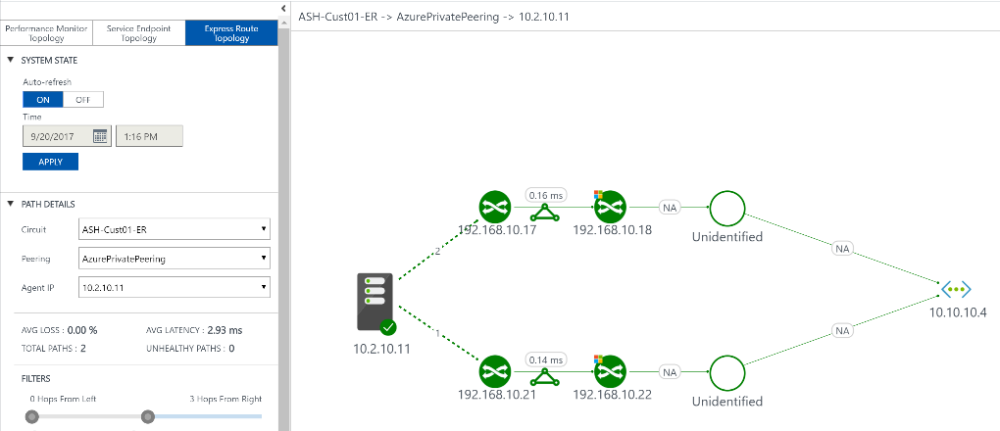 ASH-Cust01-ER -> AzurePrivatePeering -> 10.2.10.11
Performance Monitor Topology
Service Endpoint Topology
Express Route Topology
SYSTEM STATE
Auto-refresh
ON OFF
Time
9/20/2017 1:16 PM
APPLY
PATH DETAILS
Circuit ASH-Cust01-ER
Peering AzurePrivatePeering
Agent IP 10.2.10.11
AVG LOSS : 0.00 % AVG LATENCY : 2.93 ms
TOTAL PATHS : 2 UNHEALTHY PATHS : 0
FILTERS
0 Hops From Left 3 Hops From Right
0.16 ms
192.168.10.17 192.168.10.18 NA Unidentified
2
NA
10.2.10.11
10.10.10.4
1
NA
0.14 ms
192.168.10.21 192.168.10.22 NA Unidentified